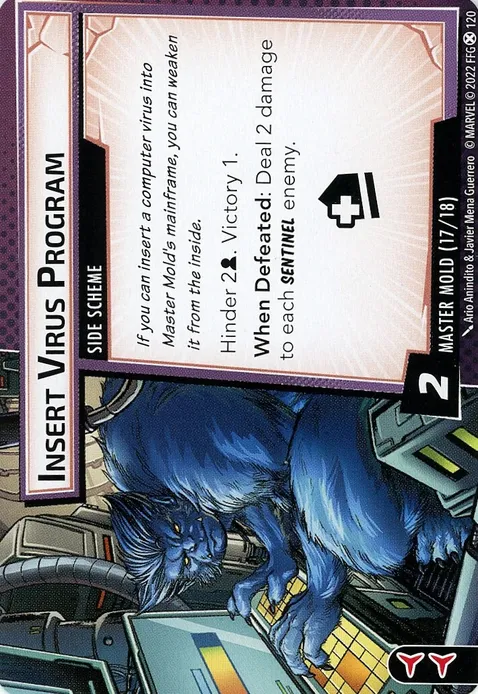 INSERT VIRUS PROGRAM
SIDE SCHEME
If you can insert a computer virus into
Master Mold's mainframe, you can weaken
it from the inside.
Hinder 2. Victory 1.
When Defeated: Deal 2 damage
to each SENTINEL enemy.
2
MASTER MOLD (17/18)
Ario Anindito & Javier Mena Guerrero © MARVEL © 2022 FFG 120